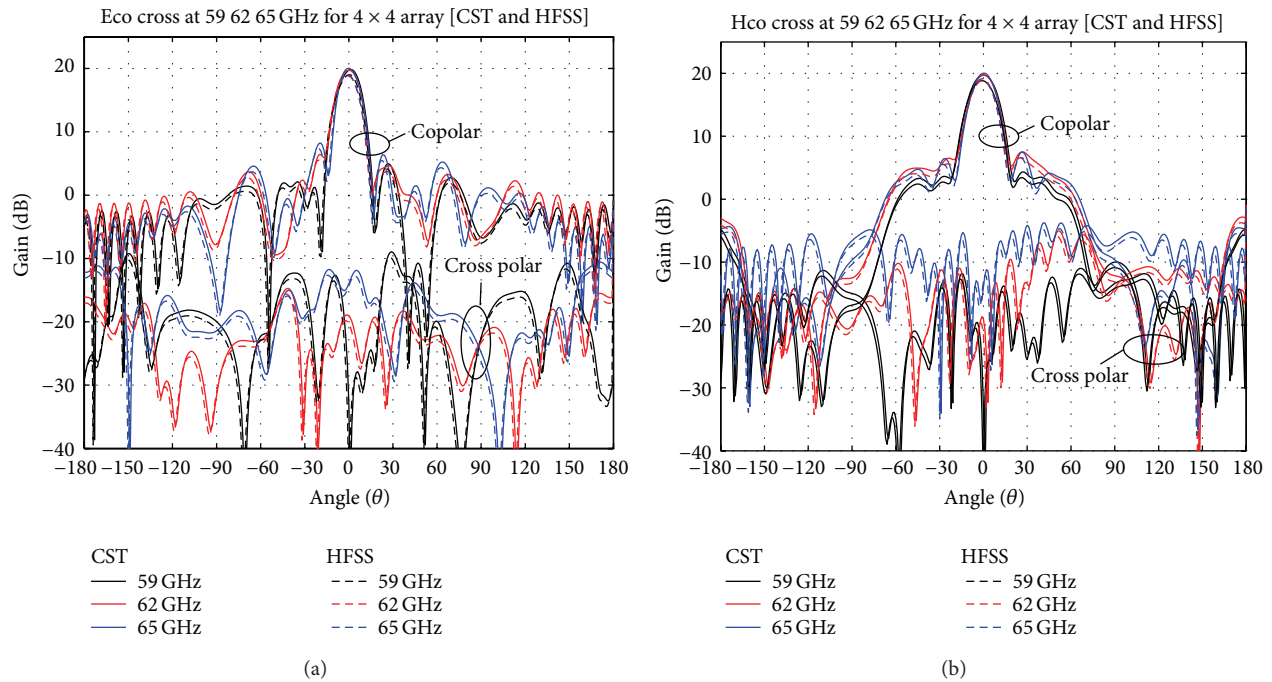 Eco cross at 59 62 65 GHz for 4 × 4 array [CST and HFSS]
20
10
0
−10
−20
−30
−40
Gain (dB)
Copolar
Cross polar
−180 −150 −120 −90 −60 −30 0 30 60 90 120 150 180
Angle (θ)
CST HFSS
59 GHz 59 GHz
62 GHz 62 GHz
65 GHz 65 GHz
(a)
Hco cross at 59 62 65 GHz for 4 × 4 array [CST and HFSS]
20
10
0
−10
−20
−30
−40
Gain (dB)
Copolar
Cross polar
−180 −150 −120 −90 −60 −30 0 30 60 90 120 150 180
Angle (θ)
CST HFSS
59 GHz 59 GHz
62 GHz 62 GHz
65 GHz 65 GHz
(b)